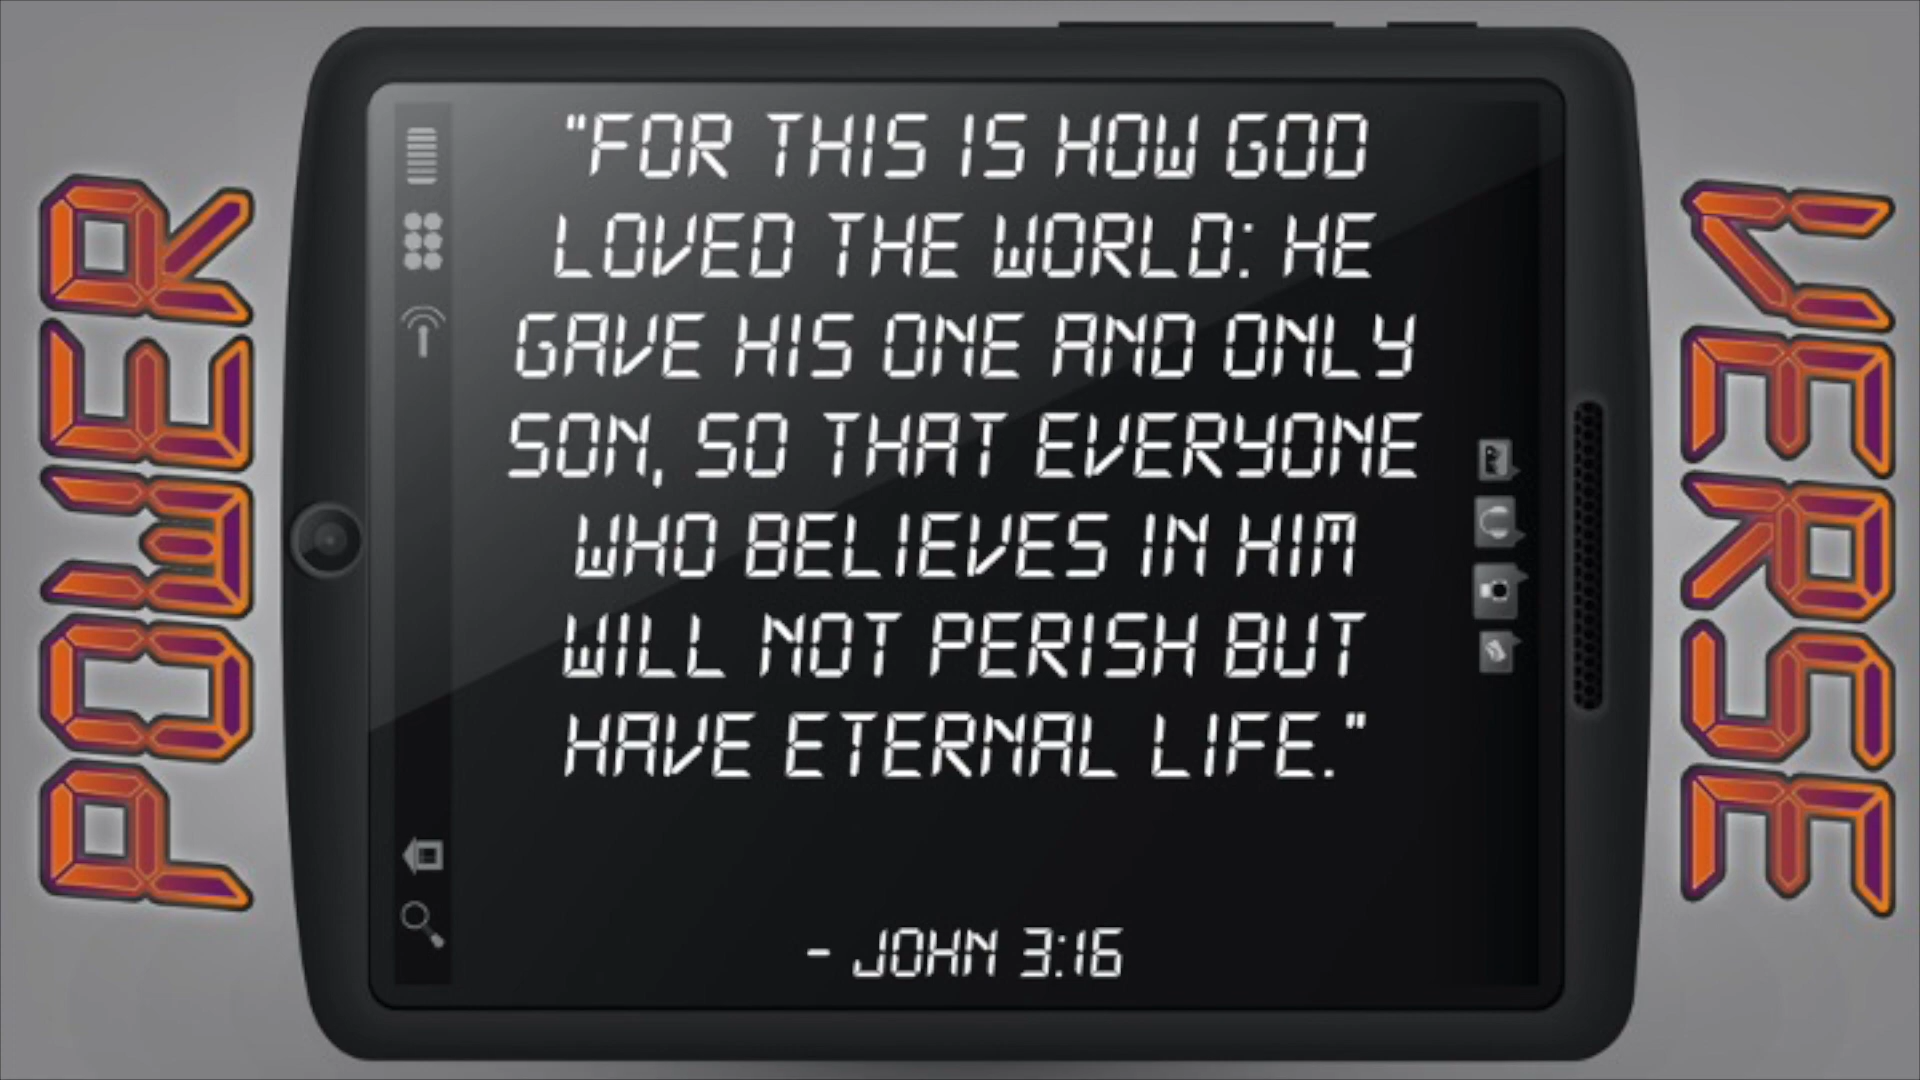 POWER
"FOR THIS IS HOW GOD
LOVED THE WORLD: HE
GAVE HIS ONE AND ONLY
SON, SO THAT EVERYONE
WHO BELIEVES IN HIM
WILL NOT PERISH BUT
HAVE ETERNAL LIFE."
- JOHN 3:16
VERSE